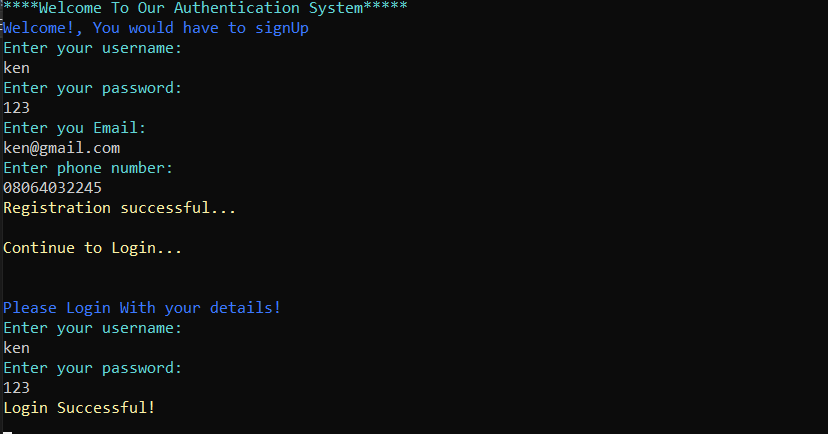 ****Welcome To Our Authentication System*****
Welcome!, You would have to signUp
Enter your username:
ken
Enter your password:
123
Enter you Email:
ken@gmail.com
Enter phone number:
08064032245
Registration successful...
Continue to Login...
Please Login With your details!
Enter your username:
ken
Enter your password:
123
Login Successful!